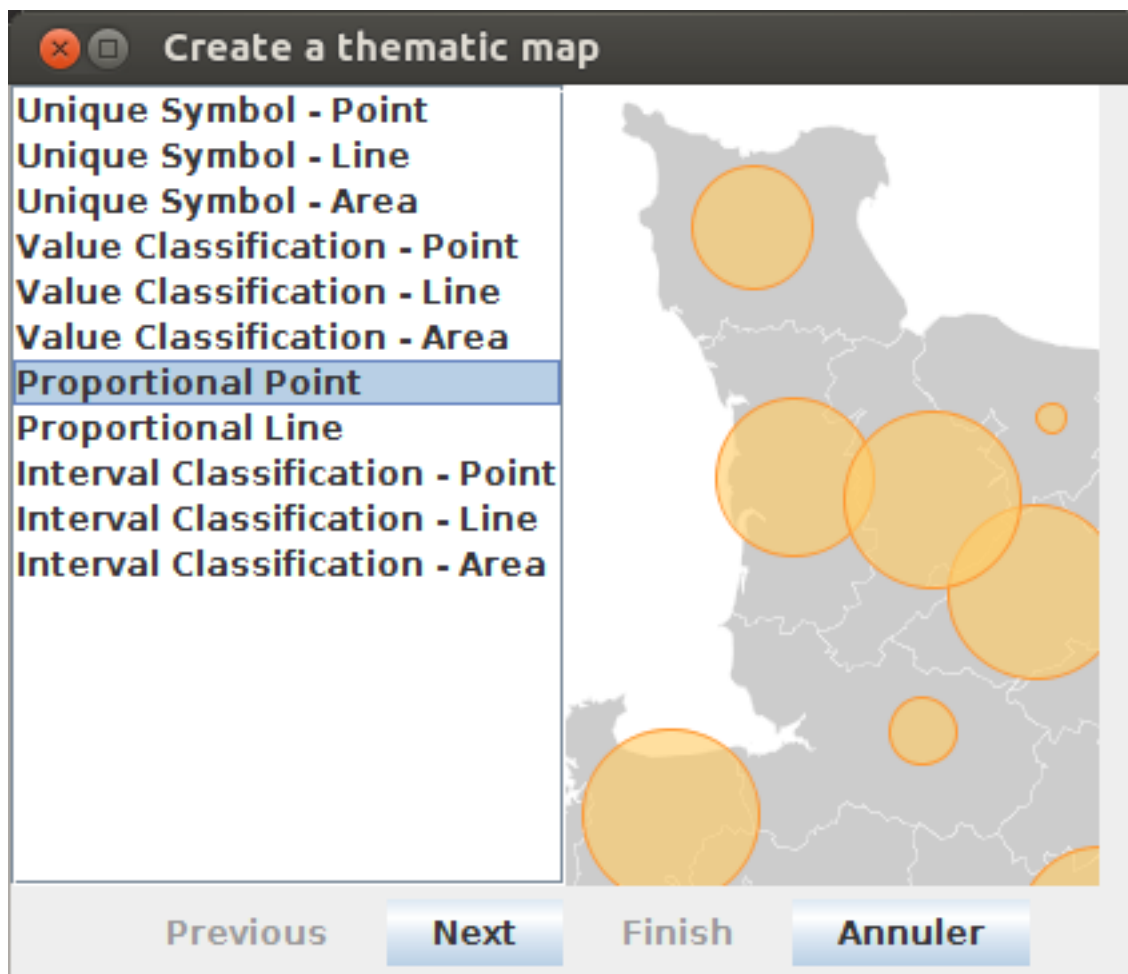 Create a thematic map
Unique Symbol - Point
Unique Symbol - Line
Unique Symbol - Area
Value Classification - Point
Value Classification - Line
Value Classification - Area
Proportional Point
Proportional Line
Interval Classification - Point
Interval Classification - Line
Interval Classification - Area
Previous Next Finish Annuler